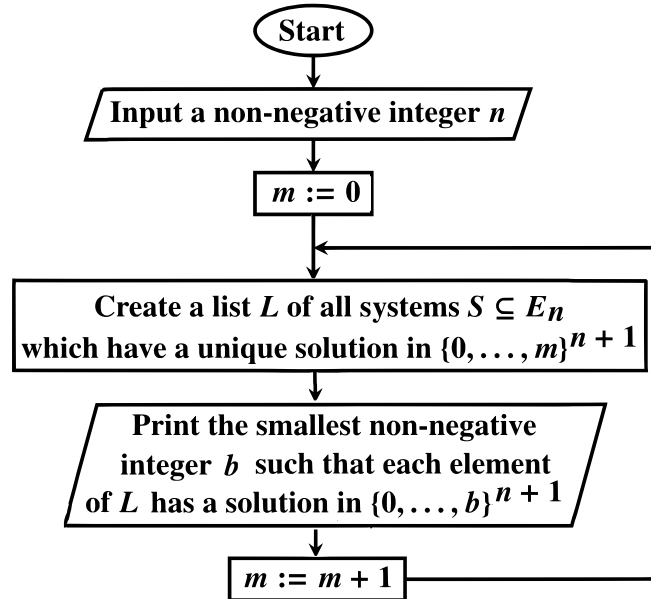 Start
Input a non-negative integer n
m := 0
Create a list L of all systems S ⊆ Eₙ
which have a unique solution in {0, . . . , m}ⁿ ⁺ ¹
Print the smallest non-negative
integer b such that each element
of L has a solution in {0, . . . , b}ⁿ ⁺ ¹
m := m + 1